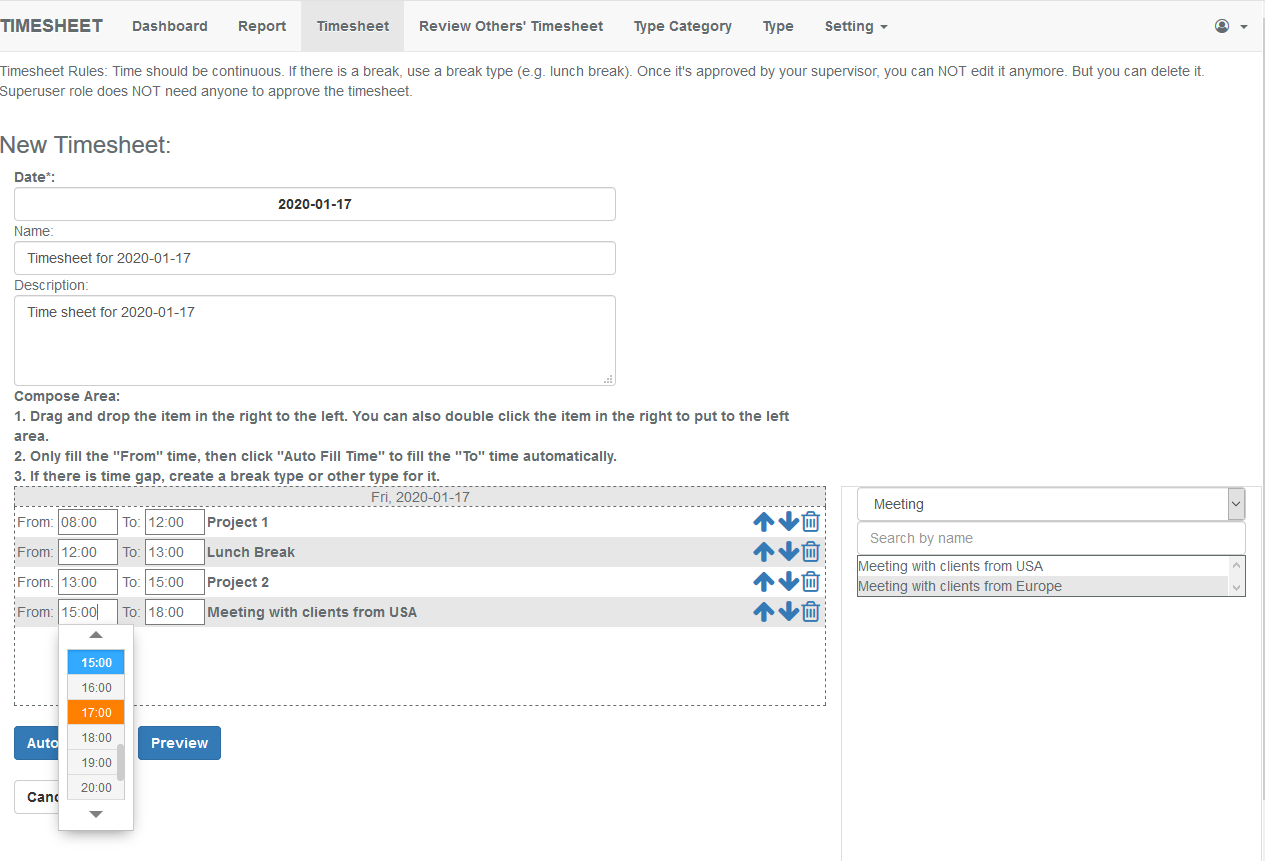 TIMESHEET Dashboard Report Timesheet Review Others' Timesheet Type Category Type Setting
Timesheet Rules: Time should be continuous. If there is a break, use a break type (e.g. lunch break). Once it's approved by your supervisor, you can NOT edit it anymore. But you can delete it.
Superuser role does NOT need anyone to approve the timesheet.
New Timesheet:
Date*:
2020-01-17
Name:
Timesheet for 2020-01-17
Description:
Time sheet for 2020-01-17
Compose Area:
1. Drag and drop the item in the right to the left. You can also double click the item in the right to put to the left
area.
2. Only fill the "From" time, then click "Auto Fill Time" to fill the "To" time automatically.
3. If there is time gap, create a break type or other type for it.
Fri, 2020-01-17
From: 08:00 To: 12:00 Project 1
From: 12:00 To: 13:00 Lunch Break
From: 13:00 To: 15:00 Project 2
From: 15:00 To: 18:00 Meeting with clients from USA
15:00
16:00
17:00
18:00
19:00
20:00
Auto
Preview
Canc
Meeting
Search by name
Meeting with clients from USA
Meeting with clients from Europe